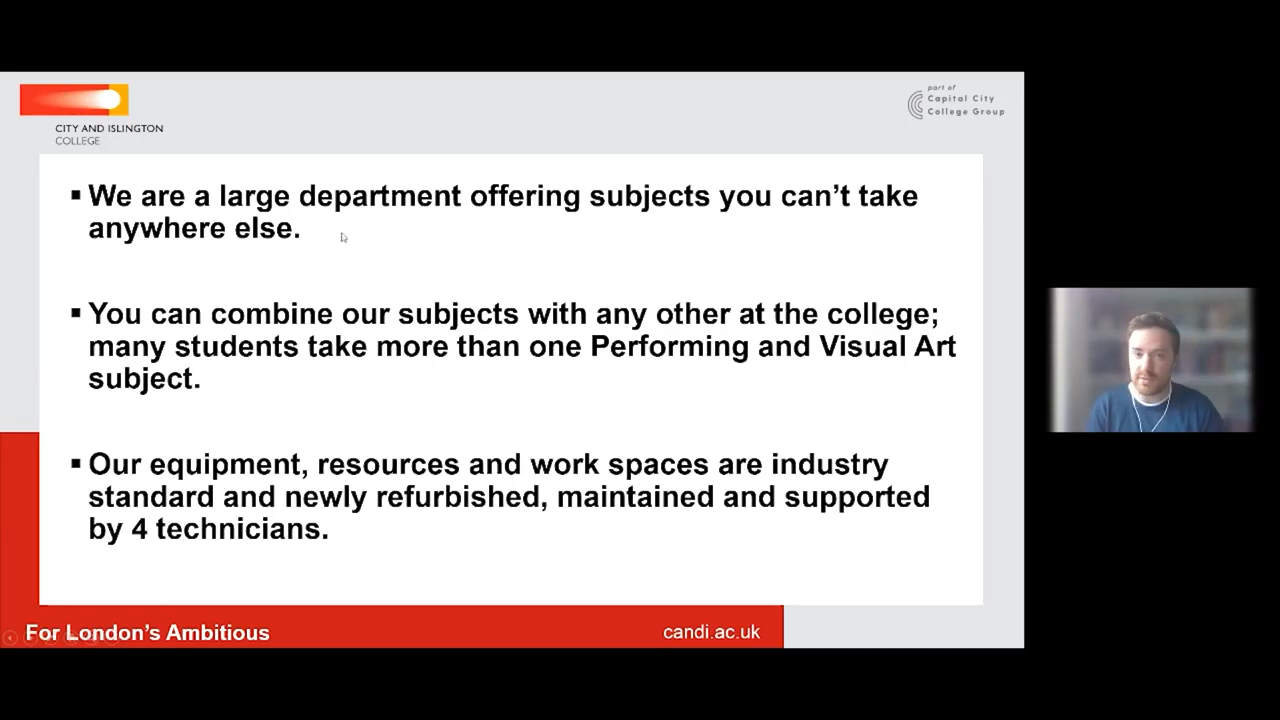 CITY AND ISLINGTON
COLLEGE
part of
Capital City
College Group
▪ We are a large department offering subjects you can’t take
anywhere else.
▪ You can combine our subjects with any other at the college;
many students take more than one Performing and Visual Art
subject.
▪ Our equipment, resources and work spaces are industry
standard and newly refurbished, maintained and supported
by 4 technicians.
For London’s Ambitious
candi.ac.uk